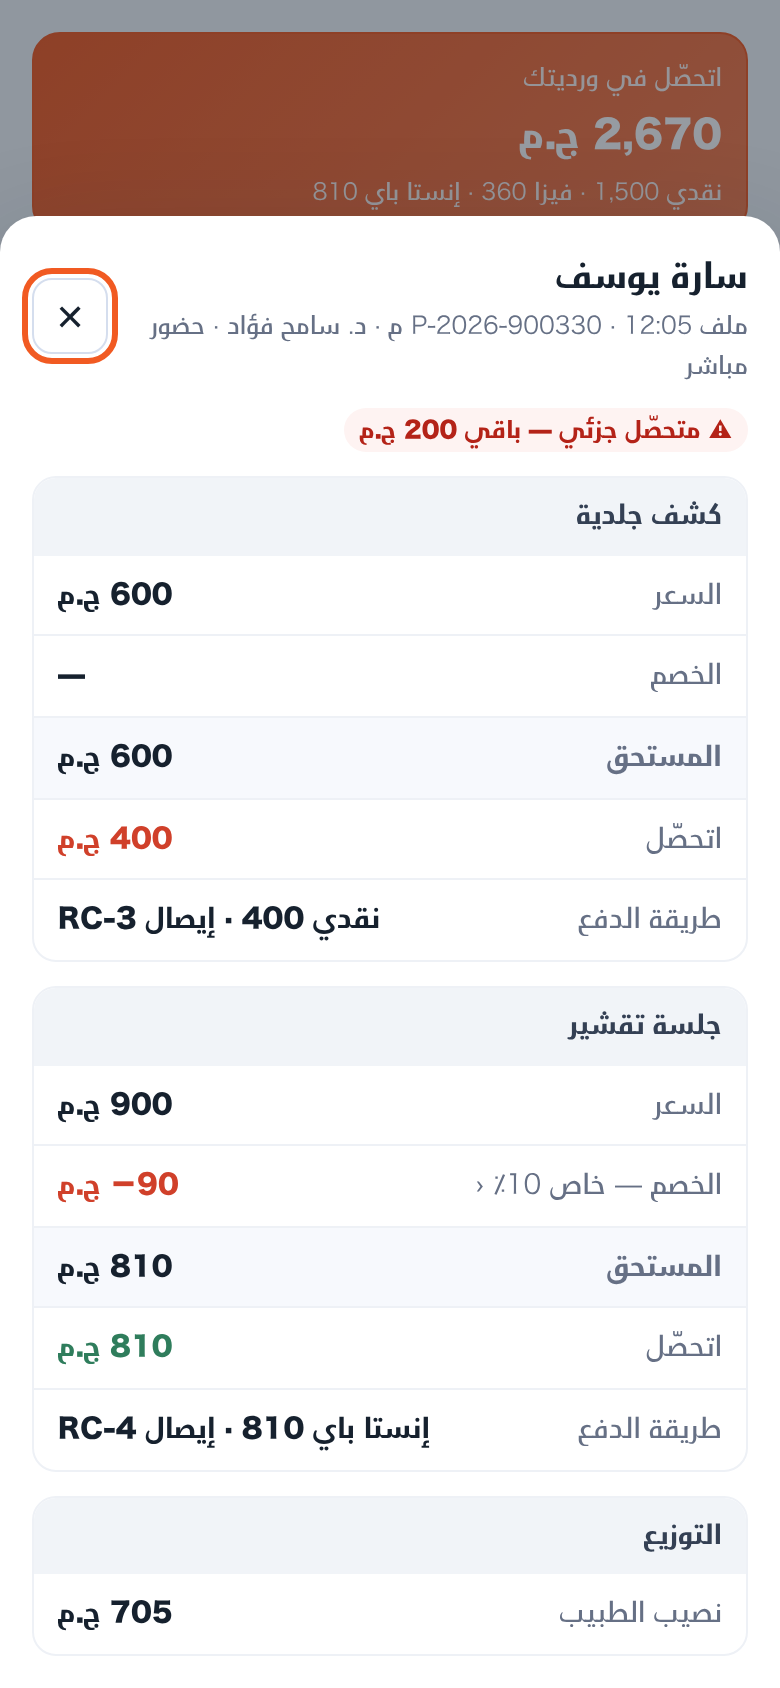 اتحصّل في ورديتك
2,670 ج.م
نقدي 1,500 · فيزا 360 · إنستا باي 810
سارة يوسف
ملف P-2026-900330 · 12:05 م · د. سامح فؤاد · حضور
مباشر
⚠ متحصّل جزئي — باقي 200 ج.م
كشف جلدية
السعر 600 ج.م
الخصم —
المستحق 600 ج.م
اتحصّل 400 ج.م
طريقة الدفع نقدي 400 · إيصال RC-3
جلسة تقشير
السعر 900 ج.م
الخصم — خاص 10٪ ‹ −90 ج.م
المستحق 810 ج.م
اتحصّل 810 ج.م
طريقة الدفع إنستا باي 810 · إيصال RC-4
التوزيع
نصيب الطبيب 705 ج.م